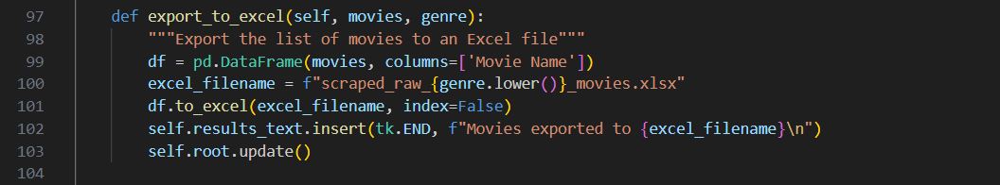 97 def export_to_excel(self, movies, genre):
98 """Export the list of movies to an Excel file"""
99 df = pd.DataFrame(movies, columns=['Movie Name'])
100 excel_filename = f"scraped_raw_{genre.lower()}_movies.xlsx"
101 df.to_excel(excel_filename, index=False)
102 self.results_text.insert(tk.END, f"Movies exported to {excel_filename}\n")
103 self.root.update()
104